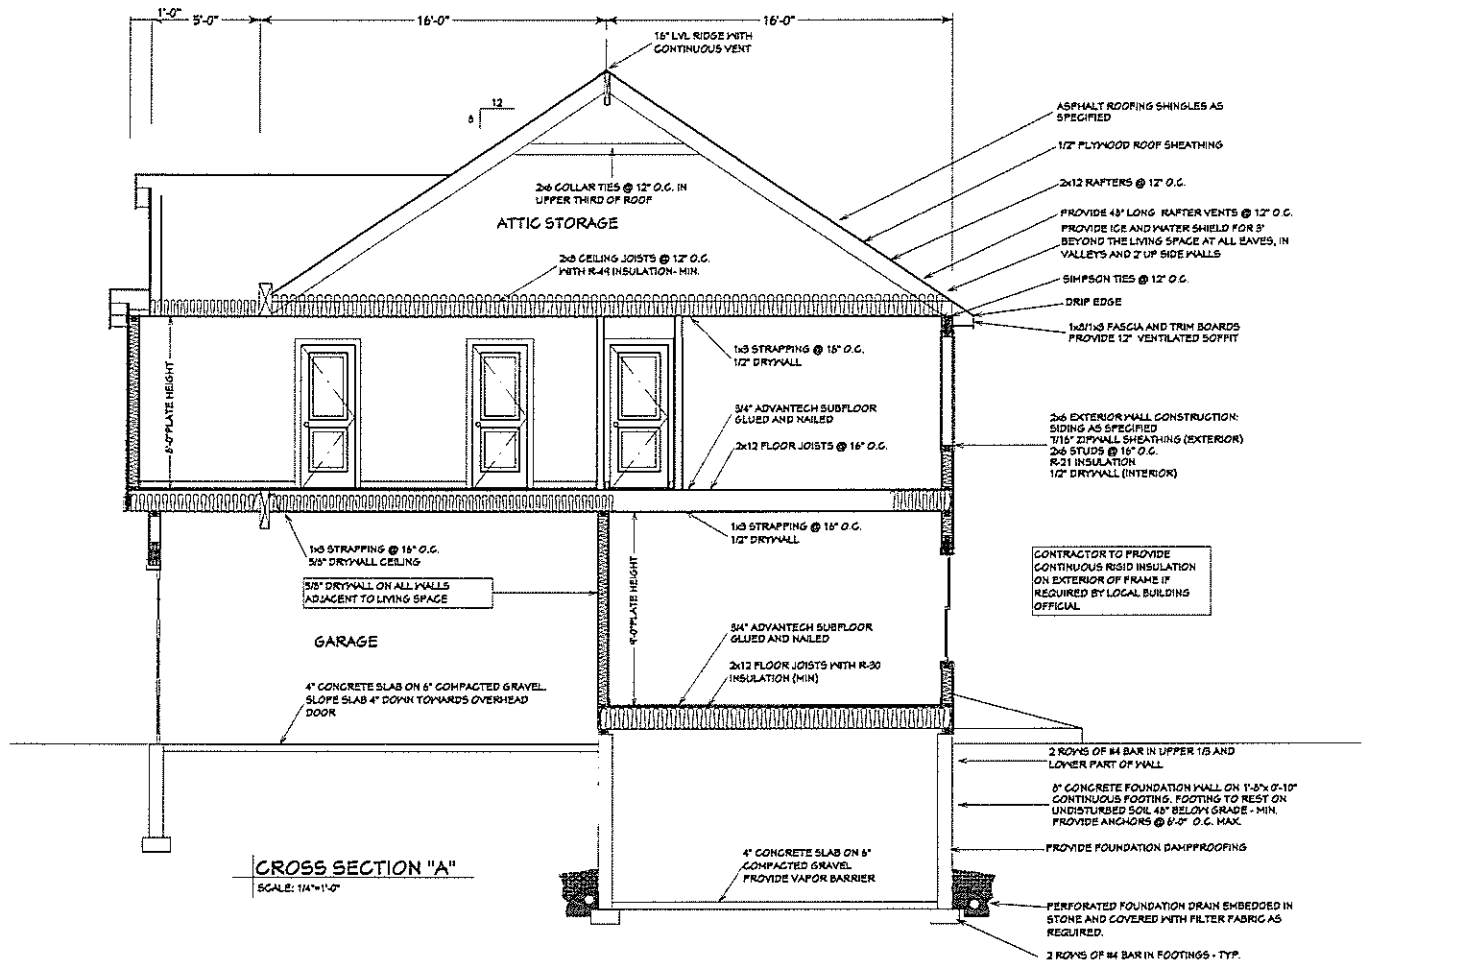 1'-0"
5'-0"
16'-0"
16'-0"
16" LVL RIDGE WITH
CONTINUOUS VENT
12
8
ASPHALT ROOFING SHINGLES AS
SPECIFIED
1/2" PLYWOOD ROOF SHEATHING
2x12 RAFTERS @ 12" O.C.
PROVIDE 48" LONG RAFTER VENTS @ 12" O.C.
PROVIDE ICE AND WATER SHIELD FOR 3'
BEYOND THE LIVING SPACE AT ALL EAVES, IN
VALLEYS AND 2' UP SIDE WALLS
SIMPSON TIES @ 12" O.C.
DRIP EDGE
1x8/1x3 FASCIA AND TRIM BOARDS
PROVIDE 12" VENTILATED SOFFIT
2x6 COLLAR TIES @ 12" O.C. IN
UPPER THIRD OF ROOF
ATTIC STORAGE
2x8 CEILING JOISTS @ 12" O.C.
WITH R-49 INSULATION- MIN.
8'-0" PLATE HEIGHT
1x3 STRAPPING @ 16" O.C.
1/2" DRYWALL
3/4" ADVANTECH SUBFLOOR
GLUED AND NAILED
2x12 FLOOR JOISTS @ 16" O.C.
2x6 EXTERIOR WALL CONSTRUCTION:
SIDING AS SPECIFIED
7/16" ZIPWALL SHEATHING (EXTERIOR)
2x6 STUDS @ 16" O.C.
R-21 INSULATION
1/2" DRYWALL (INTERIOR)
1x3 STRAPPING @ 16" O.C.
1/2" DRYWALL
1x3 STRAPPING @ 16" O.C.
5/8" DRYWALL CEILING
5/8" DRYWALL ON ALL WALLS
ADJACENT TO LIVING SPACE
9'-0" PLATE HEIGHT
CONTRACTOR TO PROVIDE
CONTINUOUS RIGID INSULATION
ON EXTERIOR OF FRAME IF
REQUIRED BY LOCAL BUILDING
OFFICIAL
GARAGE
3/4" ADVANTECH SUBFLOOR
GLUED AND NAILED
2x12 FLOOR JOISTS WITH R-30
INSULATION (MIN)
4" CONCRETE SLAB ON 6" COMPACTED GRAVEL.
SLOPE SLAB 4" DOWN TOWARDS OVERHEAD
DOOR
2 ROWS OF #4 BAR IN UPPER 1/3 AND
LOWER PART OF WALL
8" CONCRETE FOUNDATION WALL ON 1'-8"x 0'-10"
CONTINUOUS FOOTING. FOOTING TO REST ON
UNDISTURBED SOIL 48" BELOW GRADE - MIN.
PROVIDE ANCHORS @ 6'-0" O.C. MAX.
PROVIDE FOUNDATION DAMPPROOFING
4" CONCRETE SLAB ON 6"
COMPACTED GRAVEL
PROVIDE VAPOR BARRIER
CROSS SECTION "A"
SCALE: 1/4"=1'-0"
PERFORATED FOUNDATION DRAIN EMBEDDED IN
STONE AND COVERED WITH FILTER FABRIC AS
REQUIRED.
2 ROWS OF #4 BAR IN FOOTINGS - TYP.